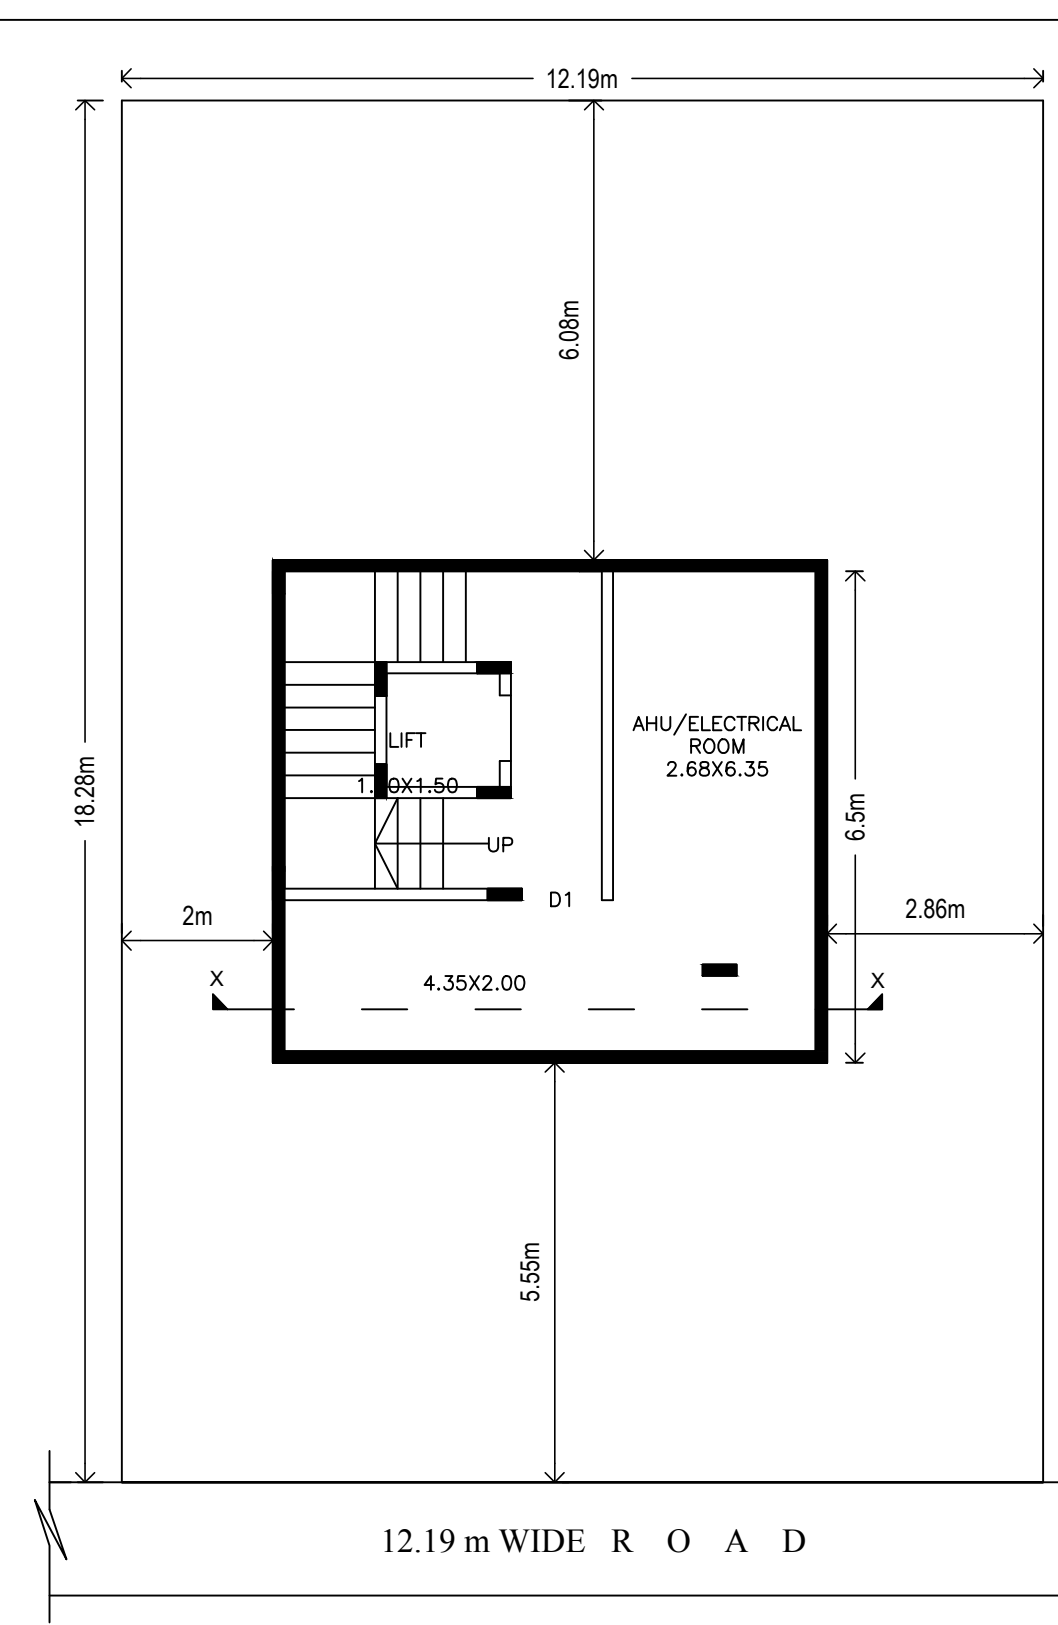 12.19m
6.08m
18.28m
AHU/ELECTRICAL
ROOM
2.68X6.35
LIFT
UP
6.5m
D1
2m
2.86m
X
X
4.35X2.00
5.55m
12.19 m WIDE R O A D